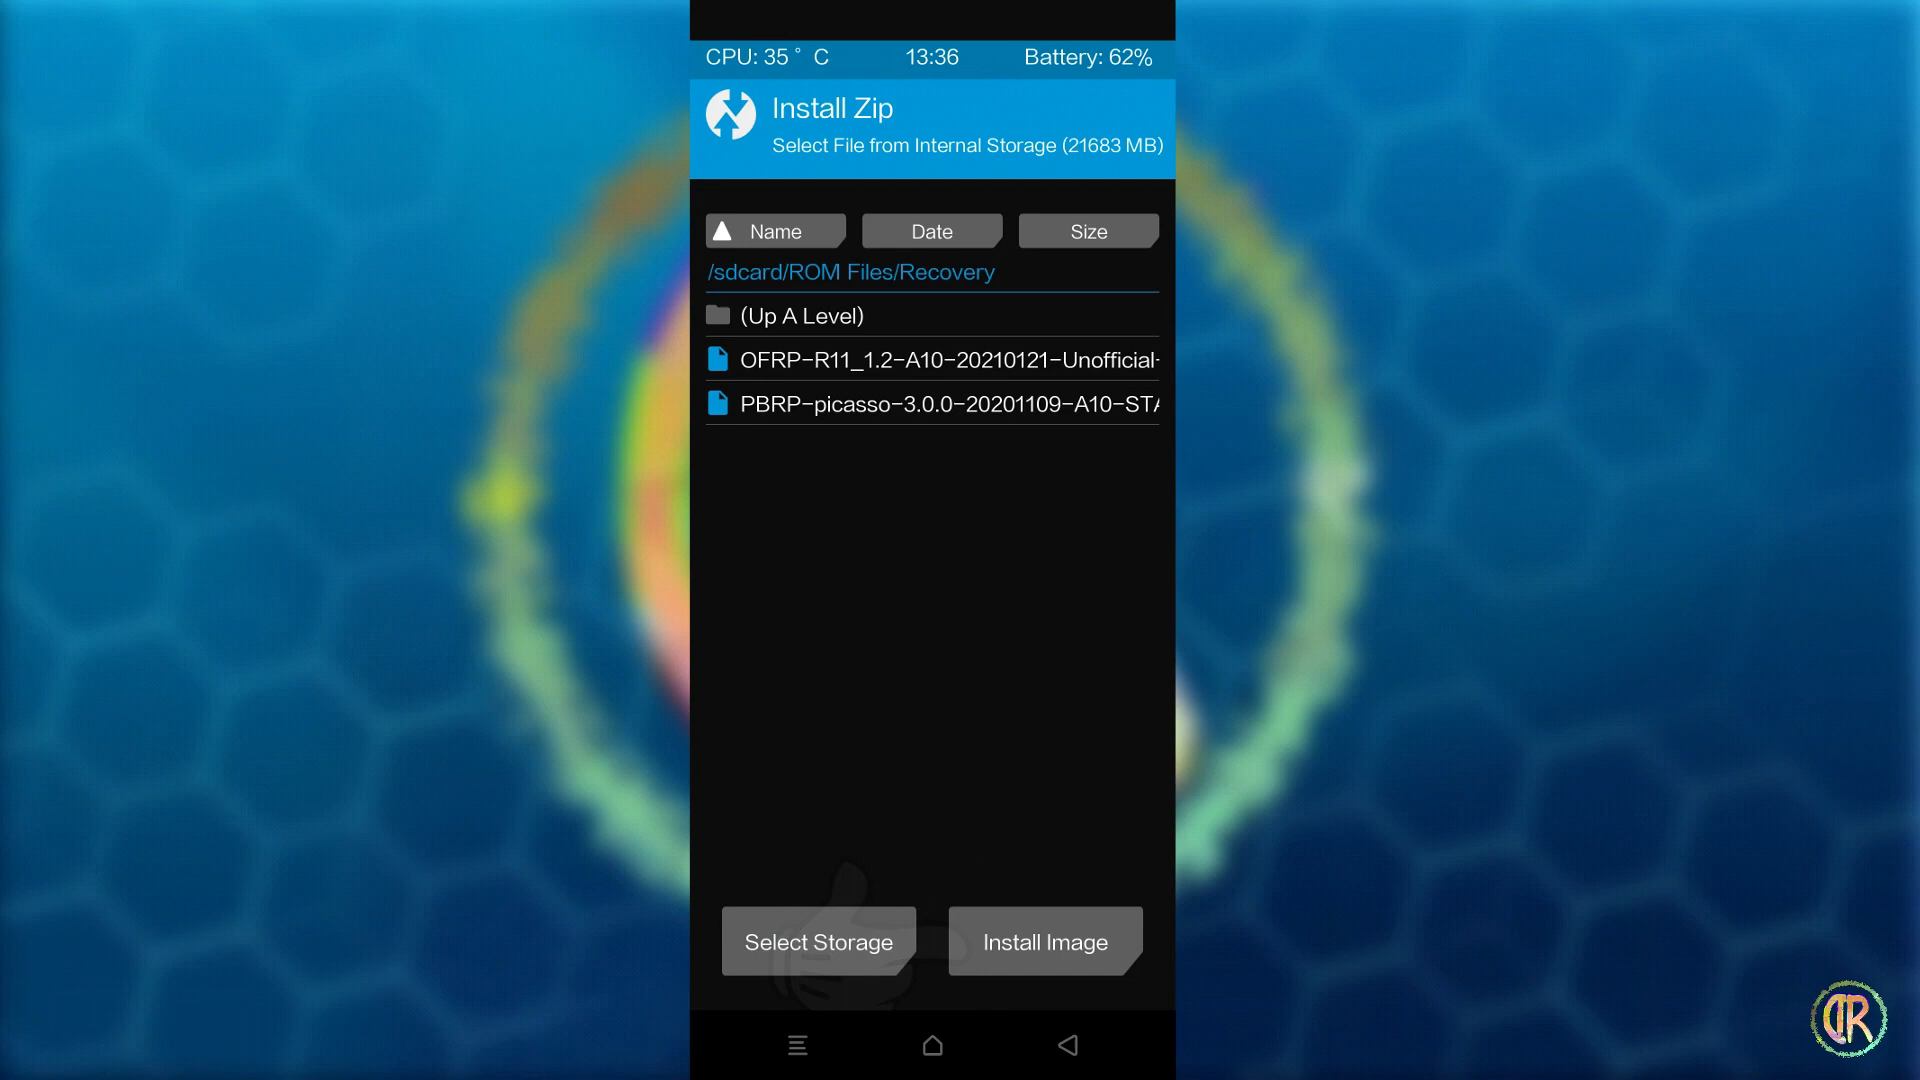 CPU: 35 ° C 13:36 Battery: 62%
Install Zip
Select File from Internal Storage (21683 MB)
Name Date Size
/sdcard/ROM Files/Recovery
(Up A Level)
OFRP-R11_1.2-A10-20210121-Unofficial-
PBRP-picasso-3.0.0-20201109-A10-STA
Select Storage Install Image
DR